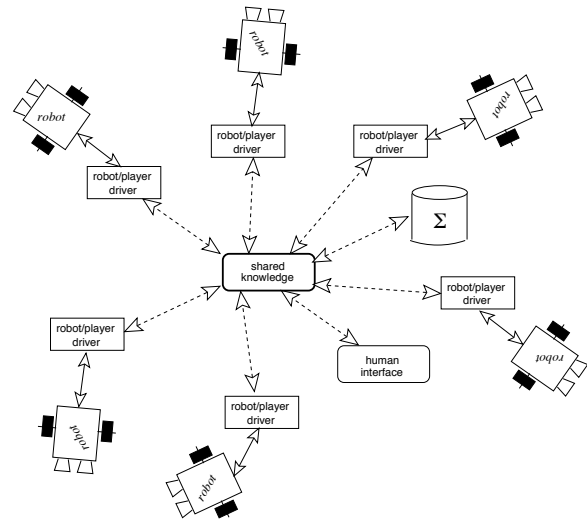 robot
robot
robot
robot/player
driver
robot/player
driver
robot/player
driver
Σ
shared
knowledge
robot/player
driver
robot/player
driver
human
interface
robot
robot/player
driver
robot
robot